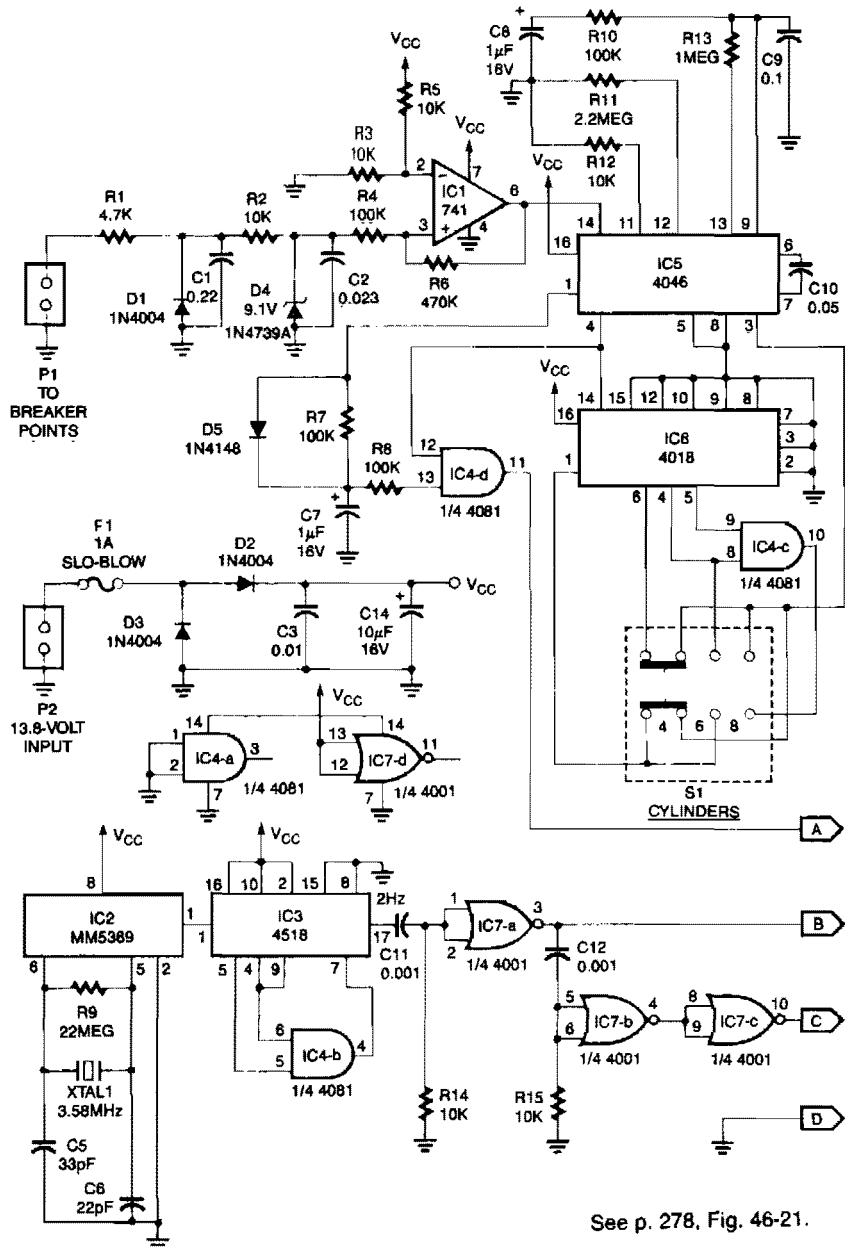 C8
1µF
16V
R10
100K
R13
1MEG
C9
0.1
R11
2.2MEG
R12
10K
VCC
R5
10K
R3
10K
VCC
2
7
IC1
741
6
3
4
R4
100K
R6
470K
R1
4.7K
R2
10K
D1
1N4004
C1
0.22
D4
9.1V
1N4739A
C2
0.023
P1
TO
BREAKER
POINTS
VCC
14
11
12
13
9
16
IC5
4046
6
1
7
C10
0.05
4
5
8
3
D5
1N4148
R7
100K
R8
100K
C7
1µF
16V
12
13
IC4-d
11
1/4 4081
VCC
14
15
12
10
9
8
16
IC6
4018
7
3
2
1
6
4
5
9
8
IC4-c
10
1/4 4081
F1
1A
SLO-BLOW
D2
1N4004
D3
1N4004
C3
0.01
C14
10µF
16V
VCC
P2
13.8-VOLT
INPUT
4
6
8
S1
CYLINDERS
VCC
14
1
2
IC4-a
3
7
1/4 4081
14
13
12
IC7-d
11
7
1/4 4001
A
VCC
8
IC2
MM5369
1
6
5
2
R9
22MEG
XTAL1
3.58MHz
C5
33pF
C6
22pF
VCC
16
10
2
15
8
1
IC3
4518
2Hz
17
C11
0.001
5
4
9
7
6
5
IC4-b
4
1/4 4081
R14
10K
1
2
IC7-a
3
1/4 4001
B
C12
0.001
5
6
IC7-b
4
1/4 4001
8
9
IC7-c
10
1/4 4001
C
R15
10K
D
See p. 278, Fig. 46-21.